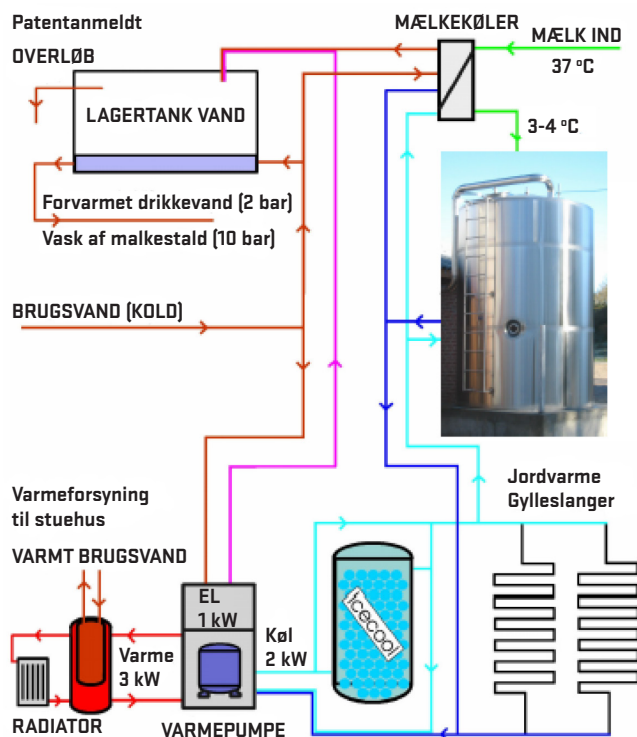 Patentanmeldt
OVERLØB
LAGERTANK VAND
MÆLKEKØLER
MÆLK IND
37 ºC
3-4 ºC
Forvarmet drikkevand (2 bar)
Vask af malkestald (10 bar)
BRUGSVAND (KOLD)
Varmeforsyning
til stuehus
VARMT BRUGSVAND
RADIATOR
Varme
3 kW
EL
1 kW
VARMEPUMPE
Køl
2 kW
icecool
Jordvarme
Gylleslanger